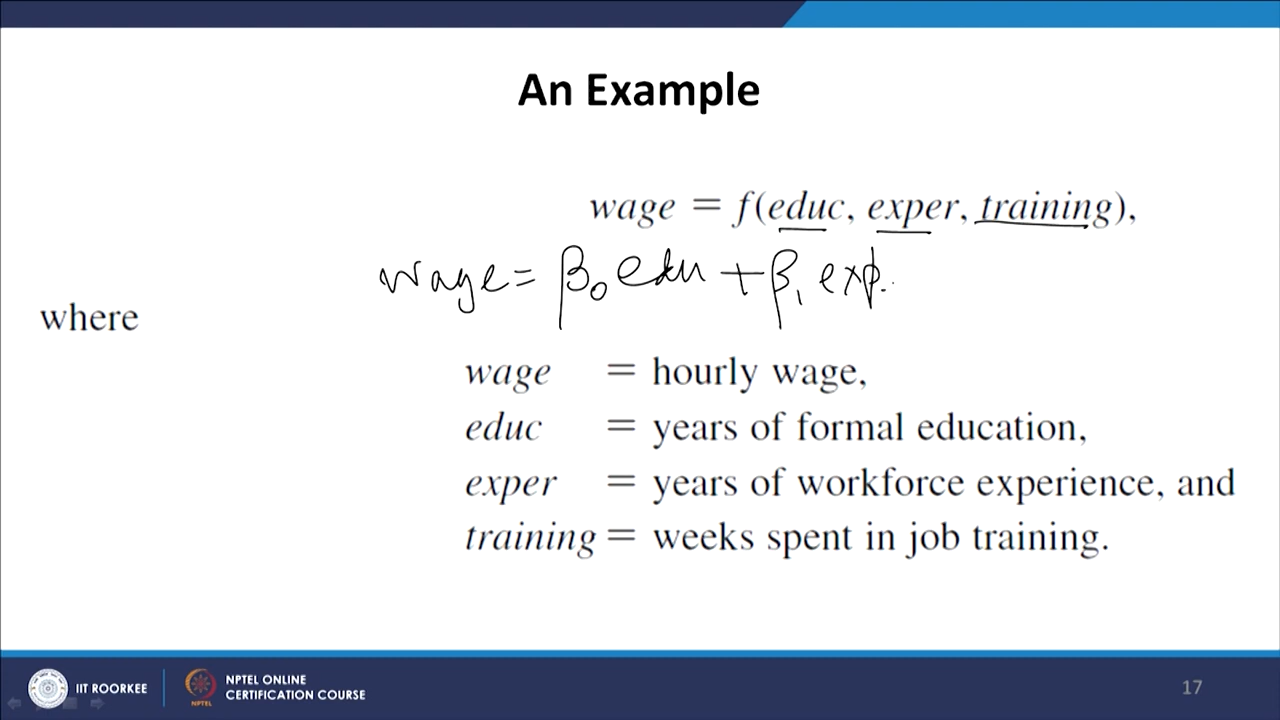 An Example
wage = f(educ, exper, training),
wage = β₀ edu + β₁ exp.
where
wage = hourly wage,
educ = years of formal education,
exper = years of workforce experience, and
training = weeks spent in job training.
IIT ROORKEE
NPTEL ONLINE
CERTIFICATION COURSE
NPTEL
17